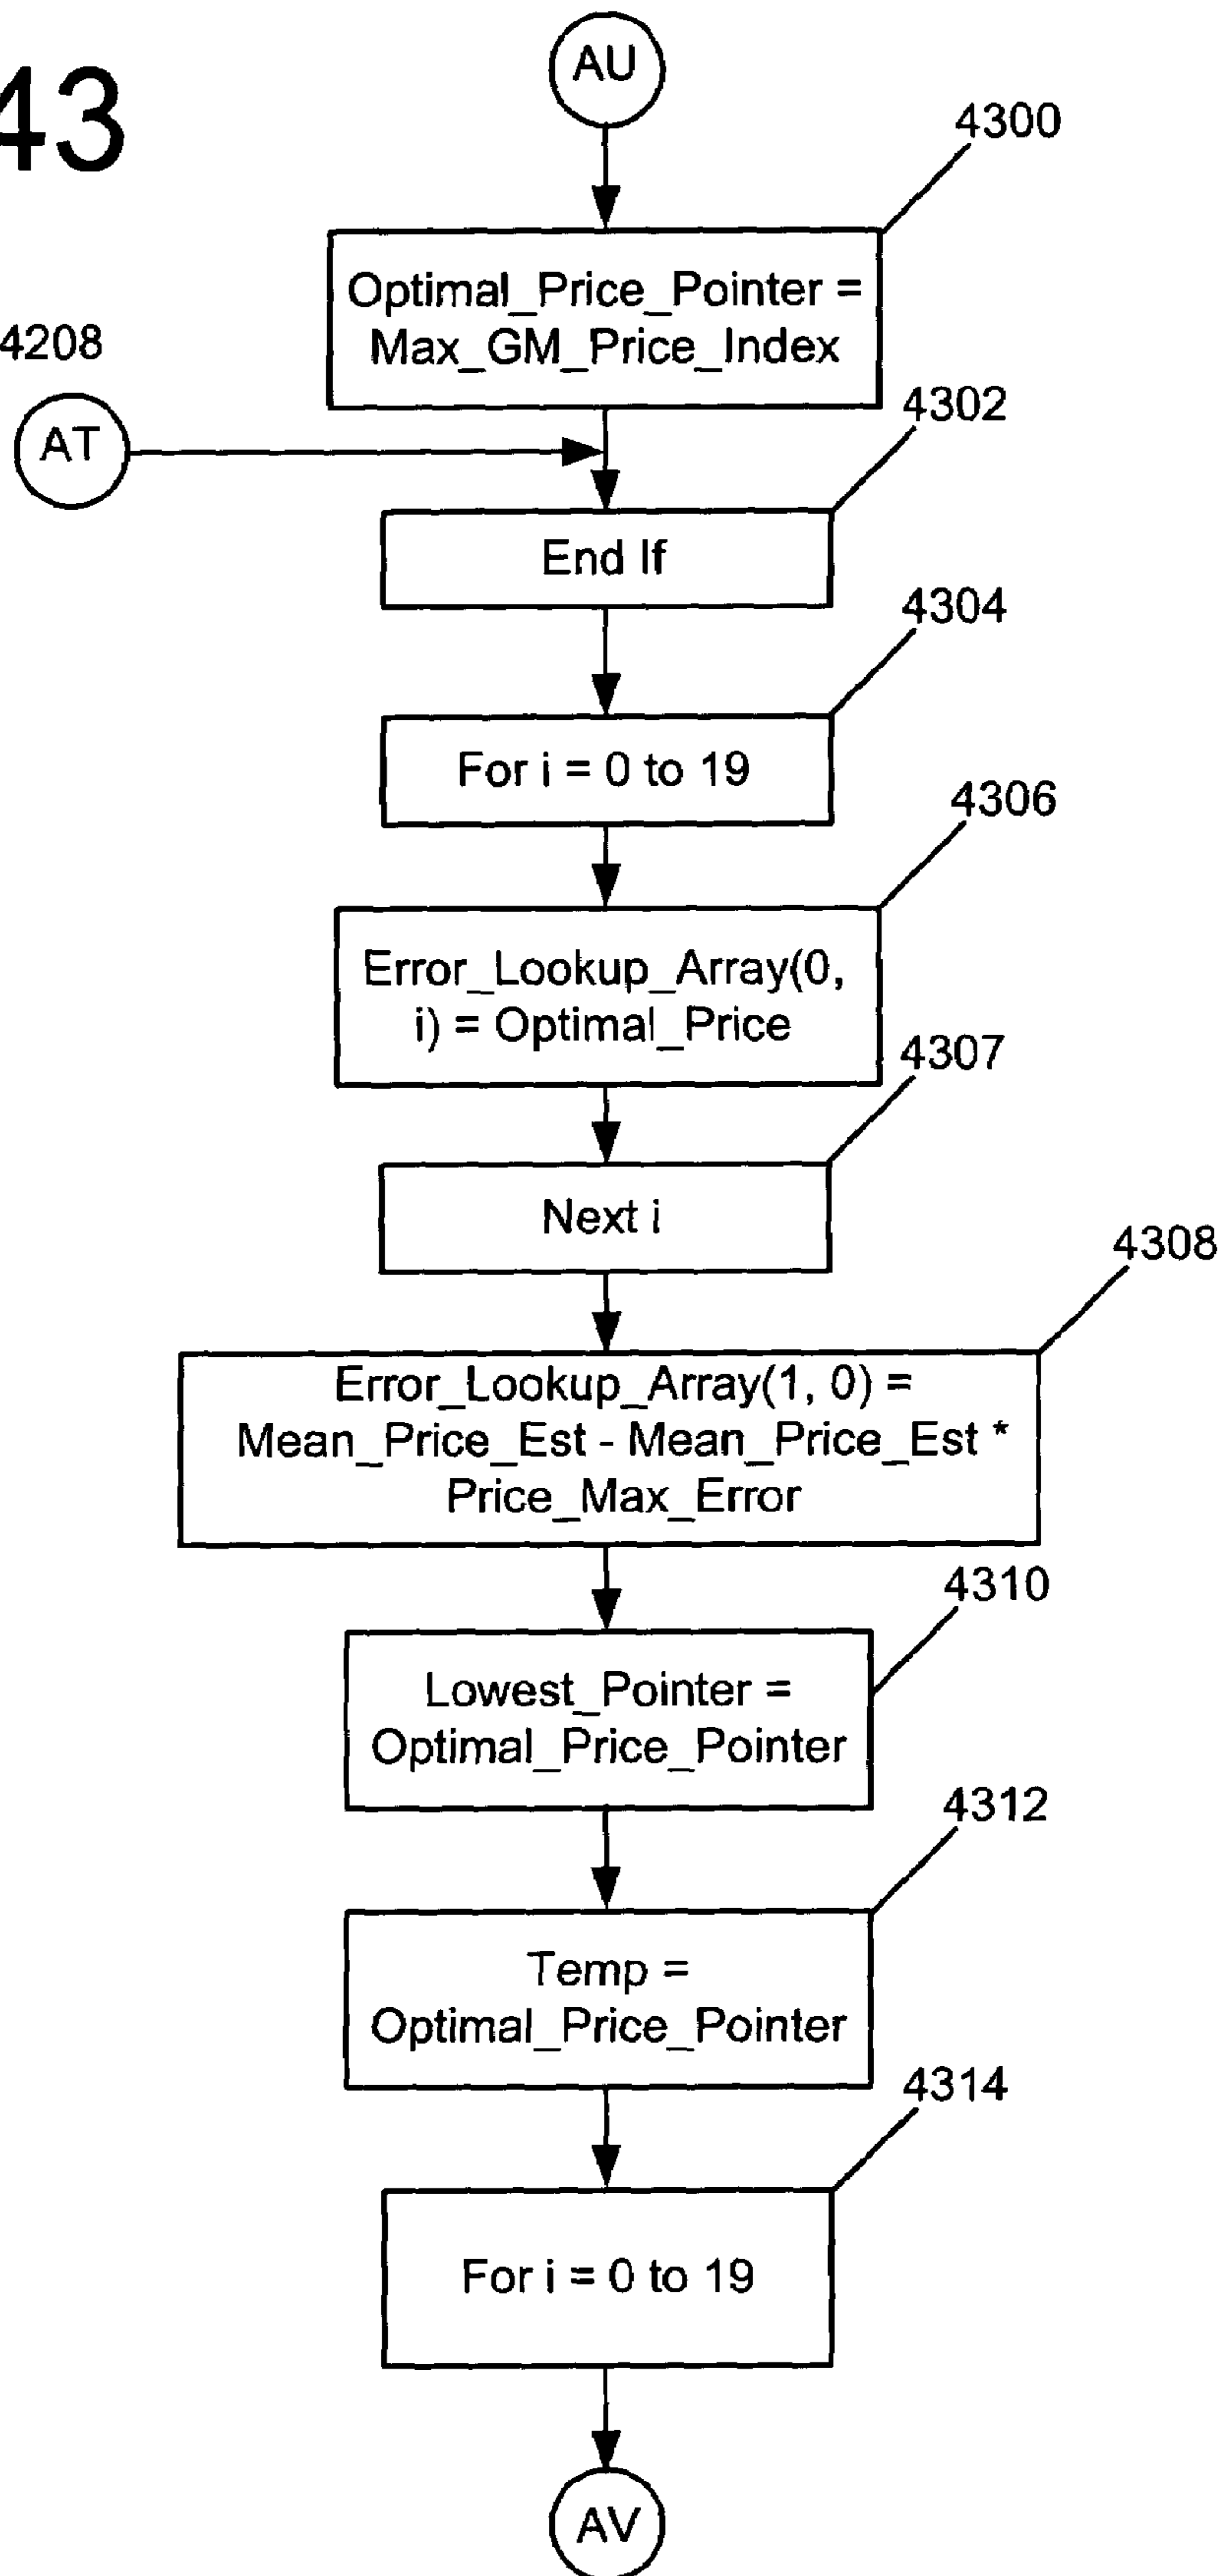 43
AU
4300
Optimal_Price_Pointer =
Max_GM_Price_Index
4208
AT
4302
End If
4304
For i = 0 to 19
4306
Error_Lookup_Array(0,
i) = Optimal_Price
4307
Next i
4308
Error_Lookup_Array(1, 0) =
Mean_Price_Est - Mean_Price_Est *
Price_Max_Error
4310
Lowest_Pointer =
Optimal_Price_Pointer
4312
Temp =
Optimal_Price_Pointer
4314
For i = 0 to 19
AV